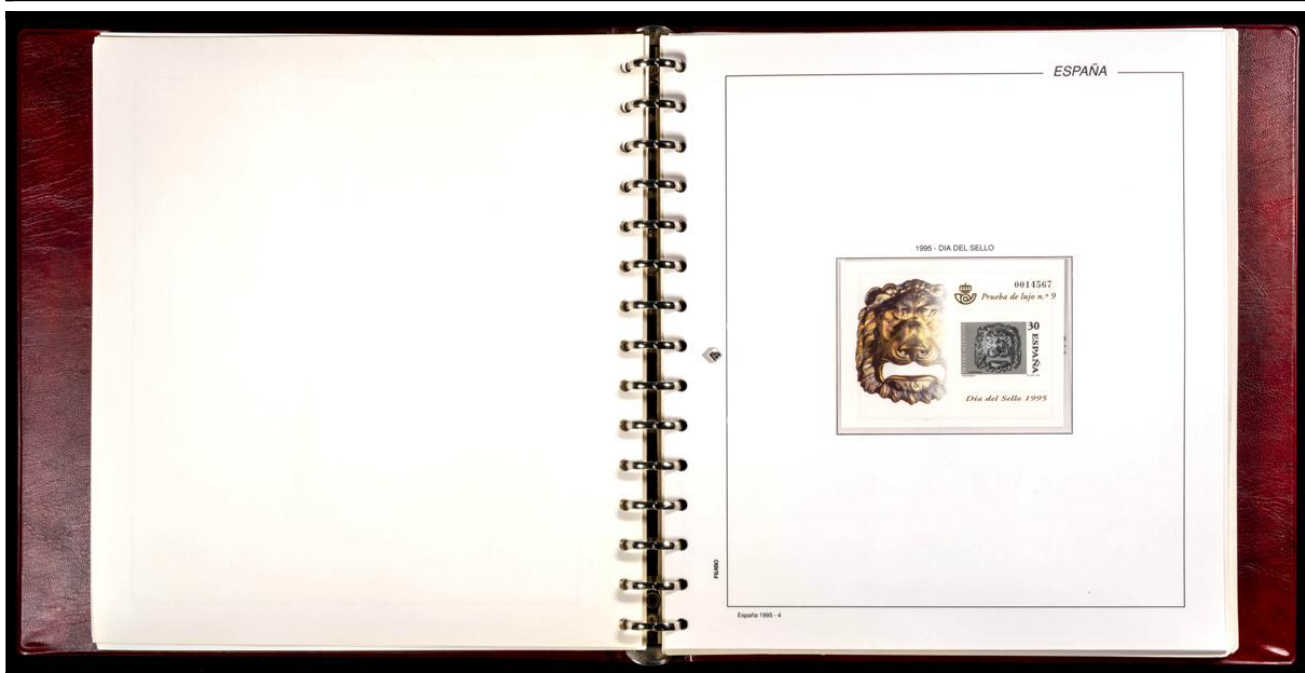 ESPAÑA
1995 - DIA DEL SELLO
0014567
Prueba de lujo n.º 9
30 ESPAÑA
Día del Sello 1995
FILABO
España 1995 - 4